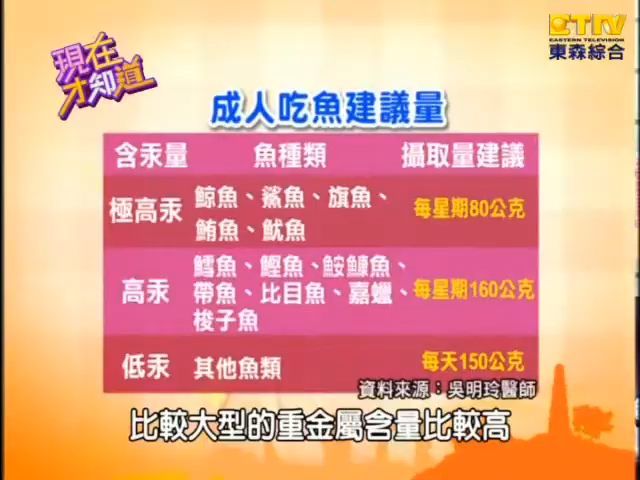 ETTV
EASTERN TELEVISION
東森綜合
現在
才知道
成人吃魚建議量
含汞量 魚種類 攝取量建議
極高汞 鯨魚、鯊魚、旗魚、
鮪魚、魷魚 每星期80公克
高汞 鱈魚、鰹魚、鮟鱇魚、
帶魚、比目魚、嘉鱲、 每星期160公克
梭子魚
低汞 其他魚類 每天150公克
資料來源：吳明玲醫師
比較大型的重金屬含量比較高